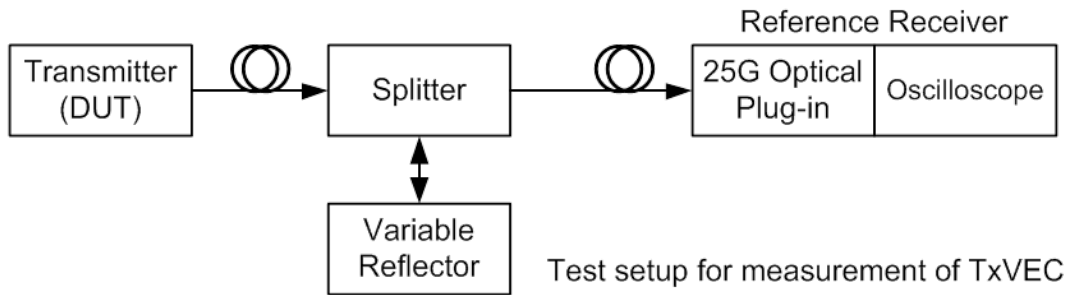 Reference Receiver
Transmitter
(DUT)
Splitter
25G Optical
Plug-in
Oscilloscope
Variable
Reflector
Test setup for measurement of TxVEC